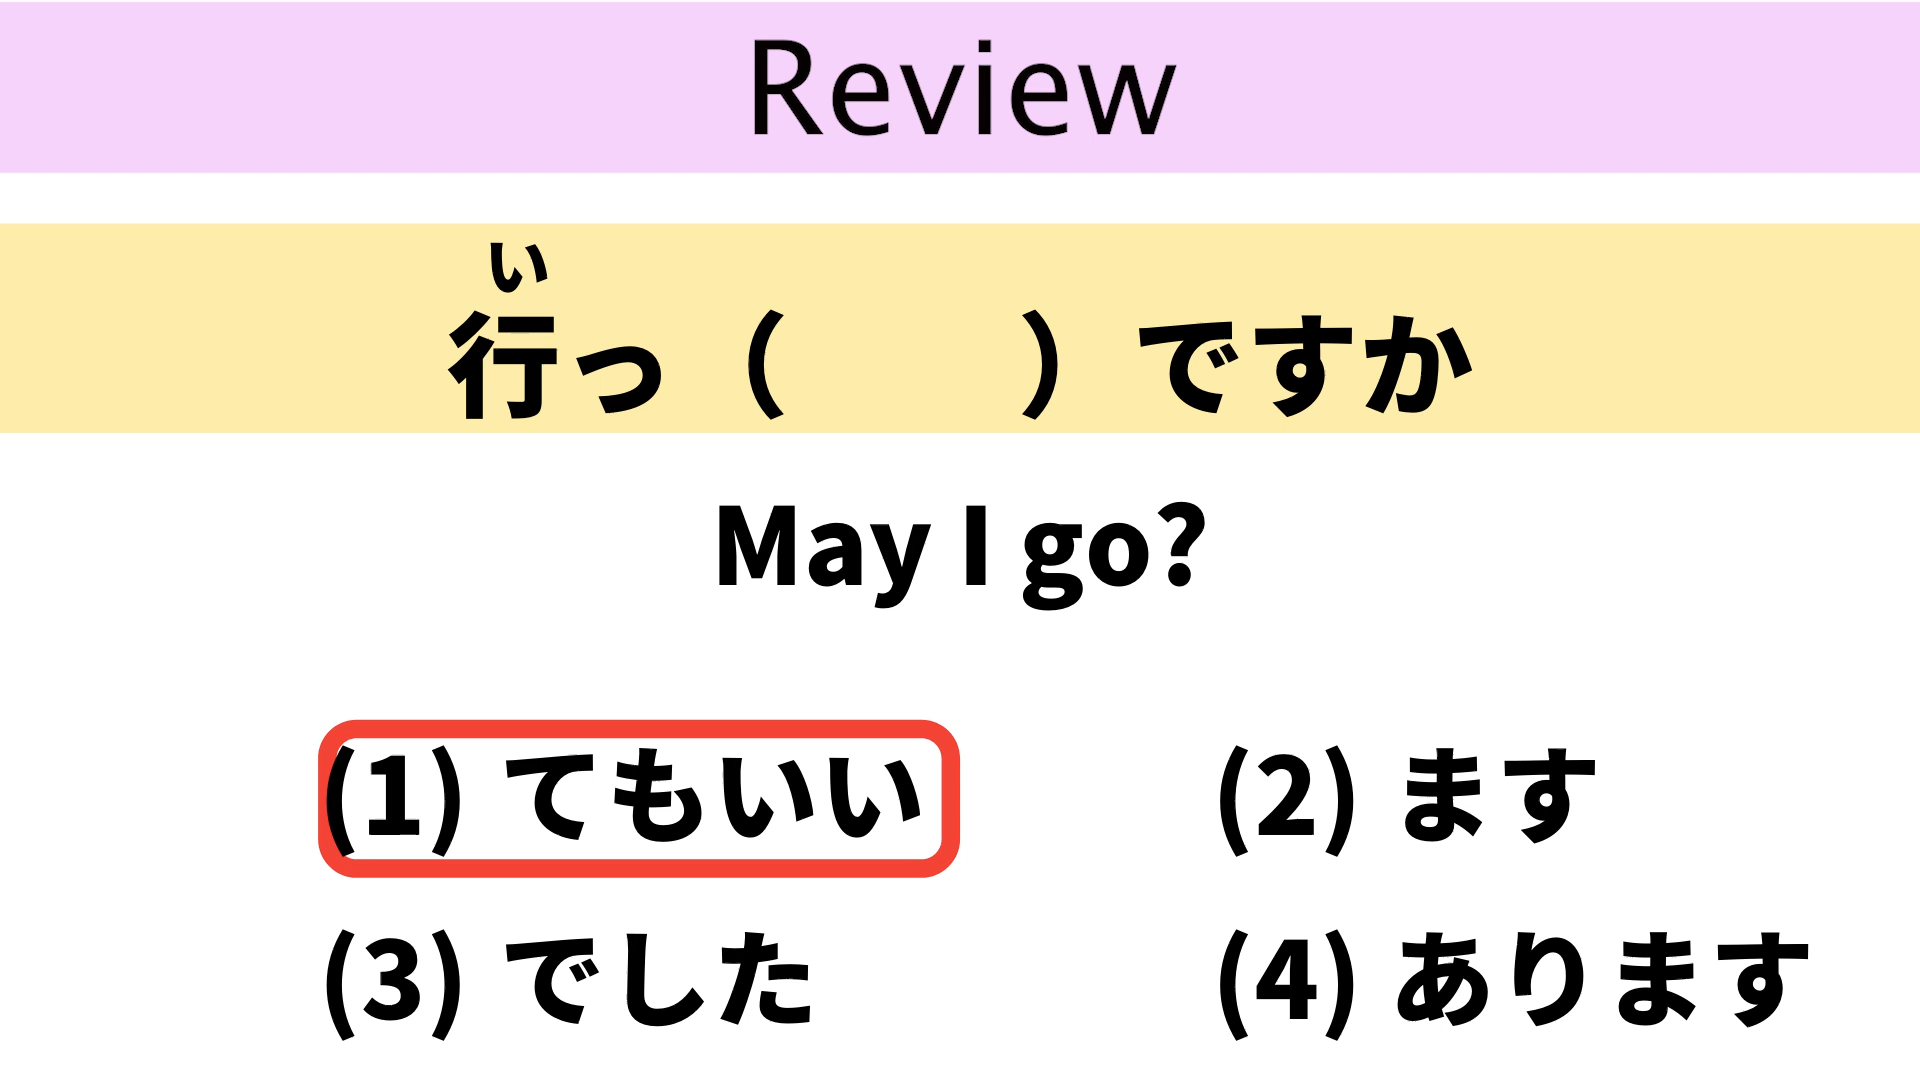 Review
い
行っ（　　）ですか
May I go?
(1) てもいい (2) ます
(3) でした (4) あります